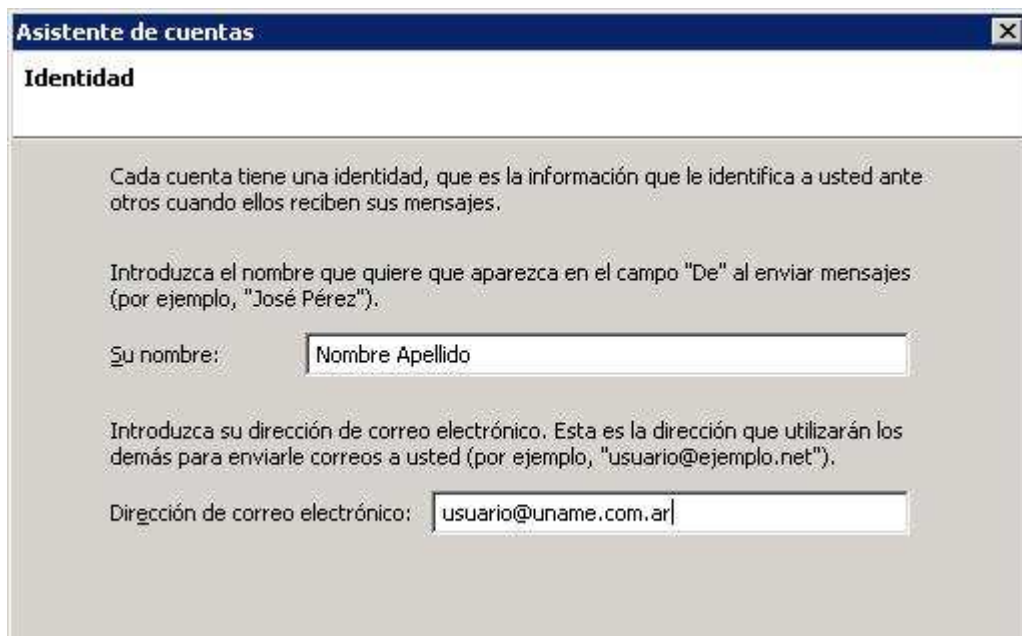 Asistente de cuentas
Identidad
Cada cuenta tiene una identidad, que es la información que le identifica a usted ante
otros cuando ellos reciben sus mensajes.
Introduzca el nombre que quiere que aparezca en el campo "De" al enviar mensajes
(por ejemplo, "José Pérez").
Su nombre: Nombre Apellido
Introduzca su dirección de correo electrónico. Esta es la dirección que utilizarán los
demás para enviarle correos a usted (por ejemplo, "usuario@ejemplo.net").
Dirección de correo electrónico: usuario@uname.com.ar